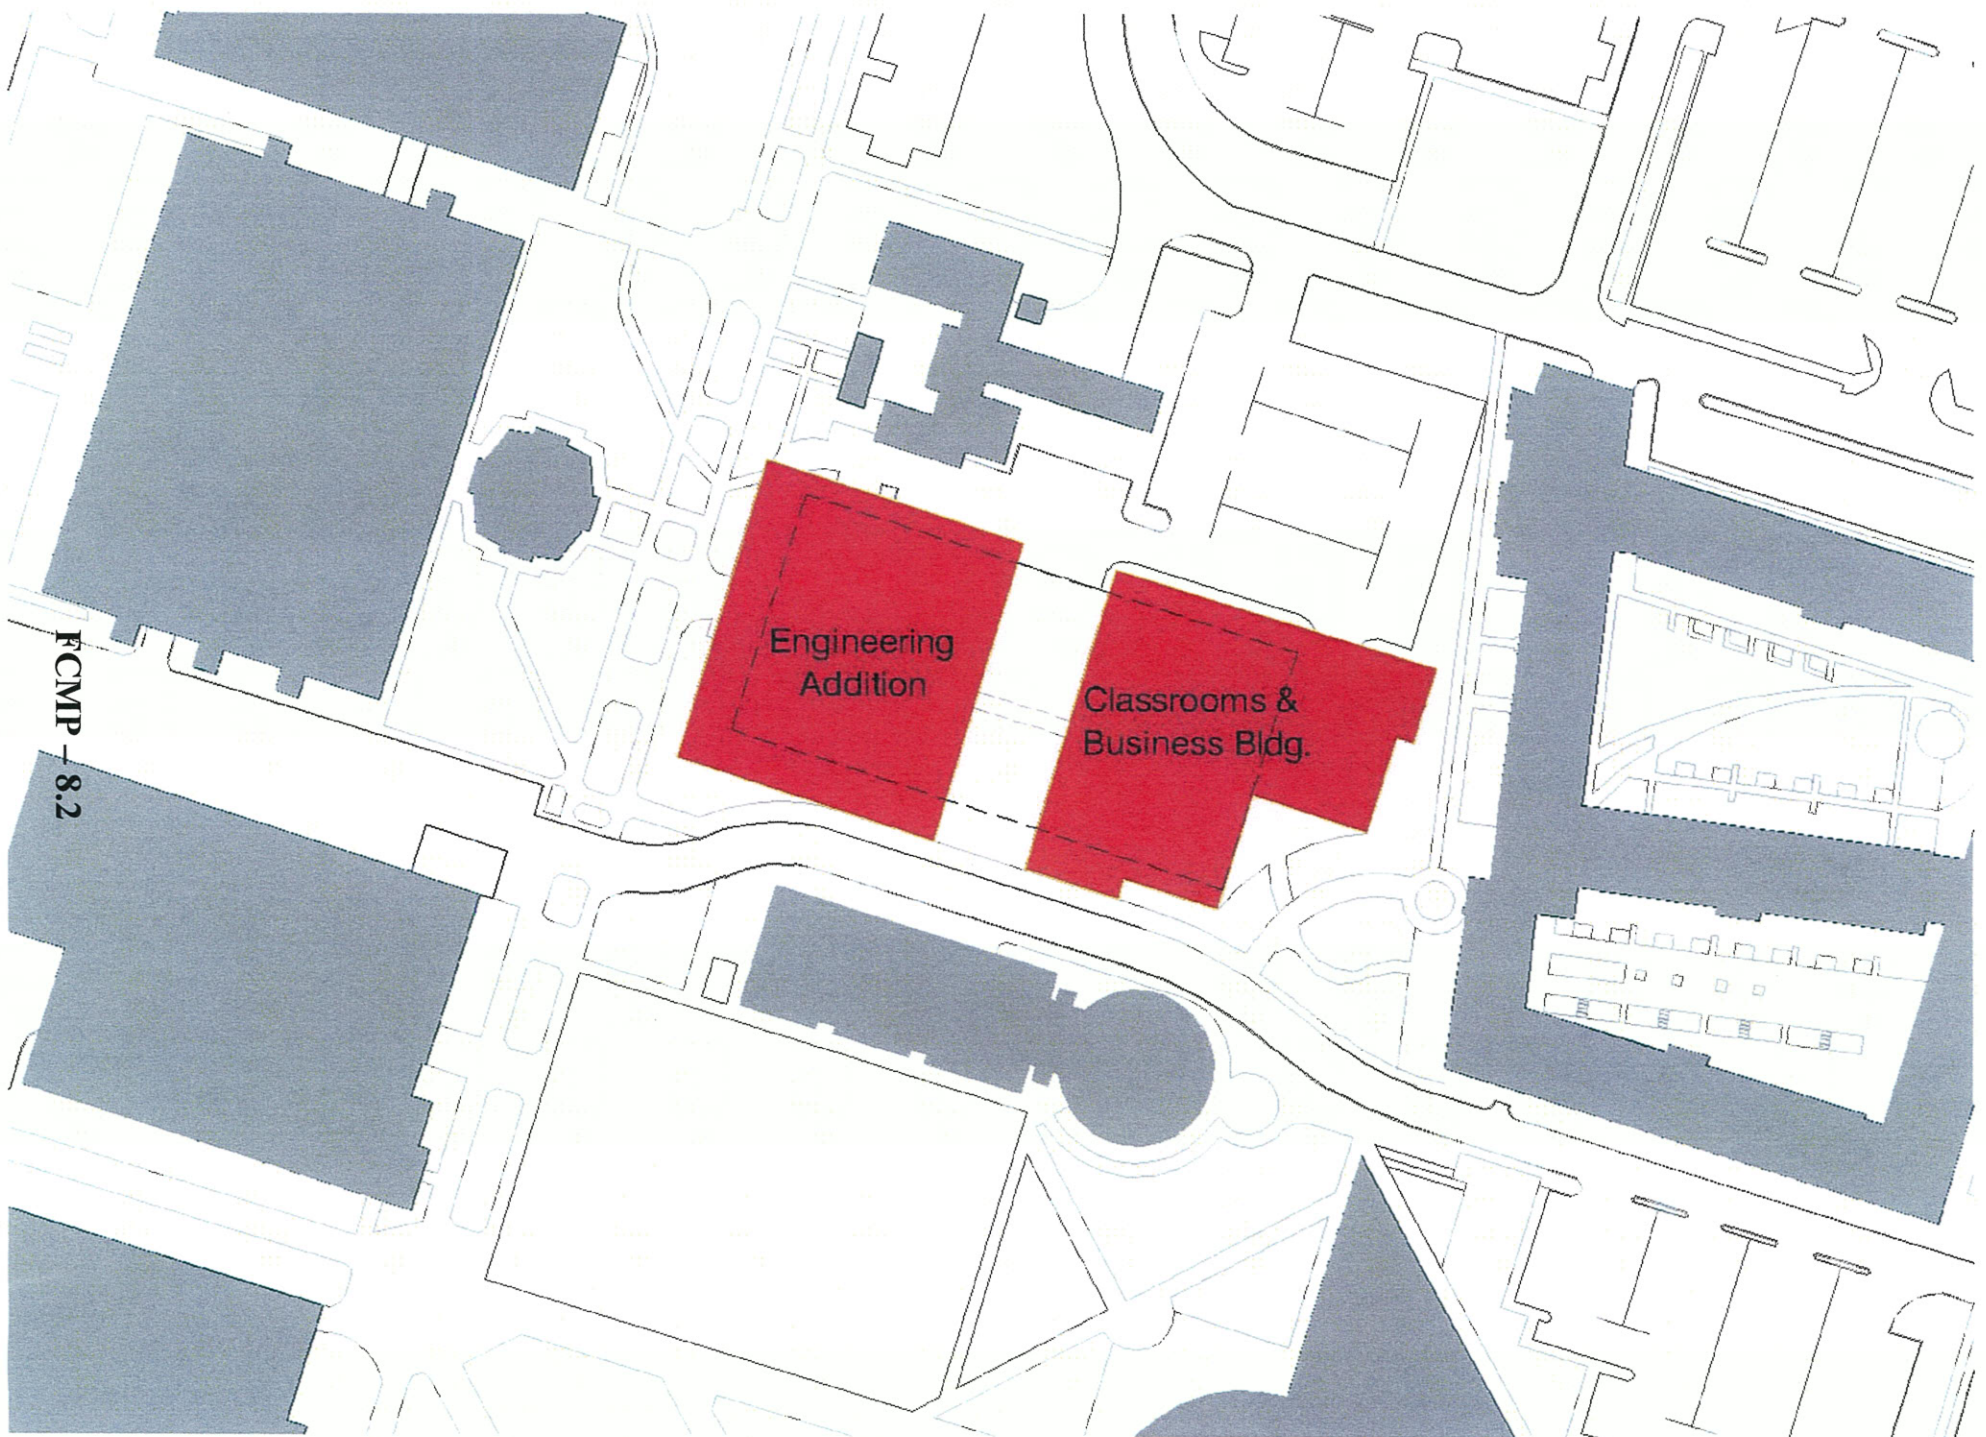 Engineering
Addition
Classrooms &
Business Bldg.
FCMP – 8.2